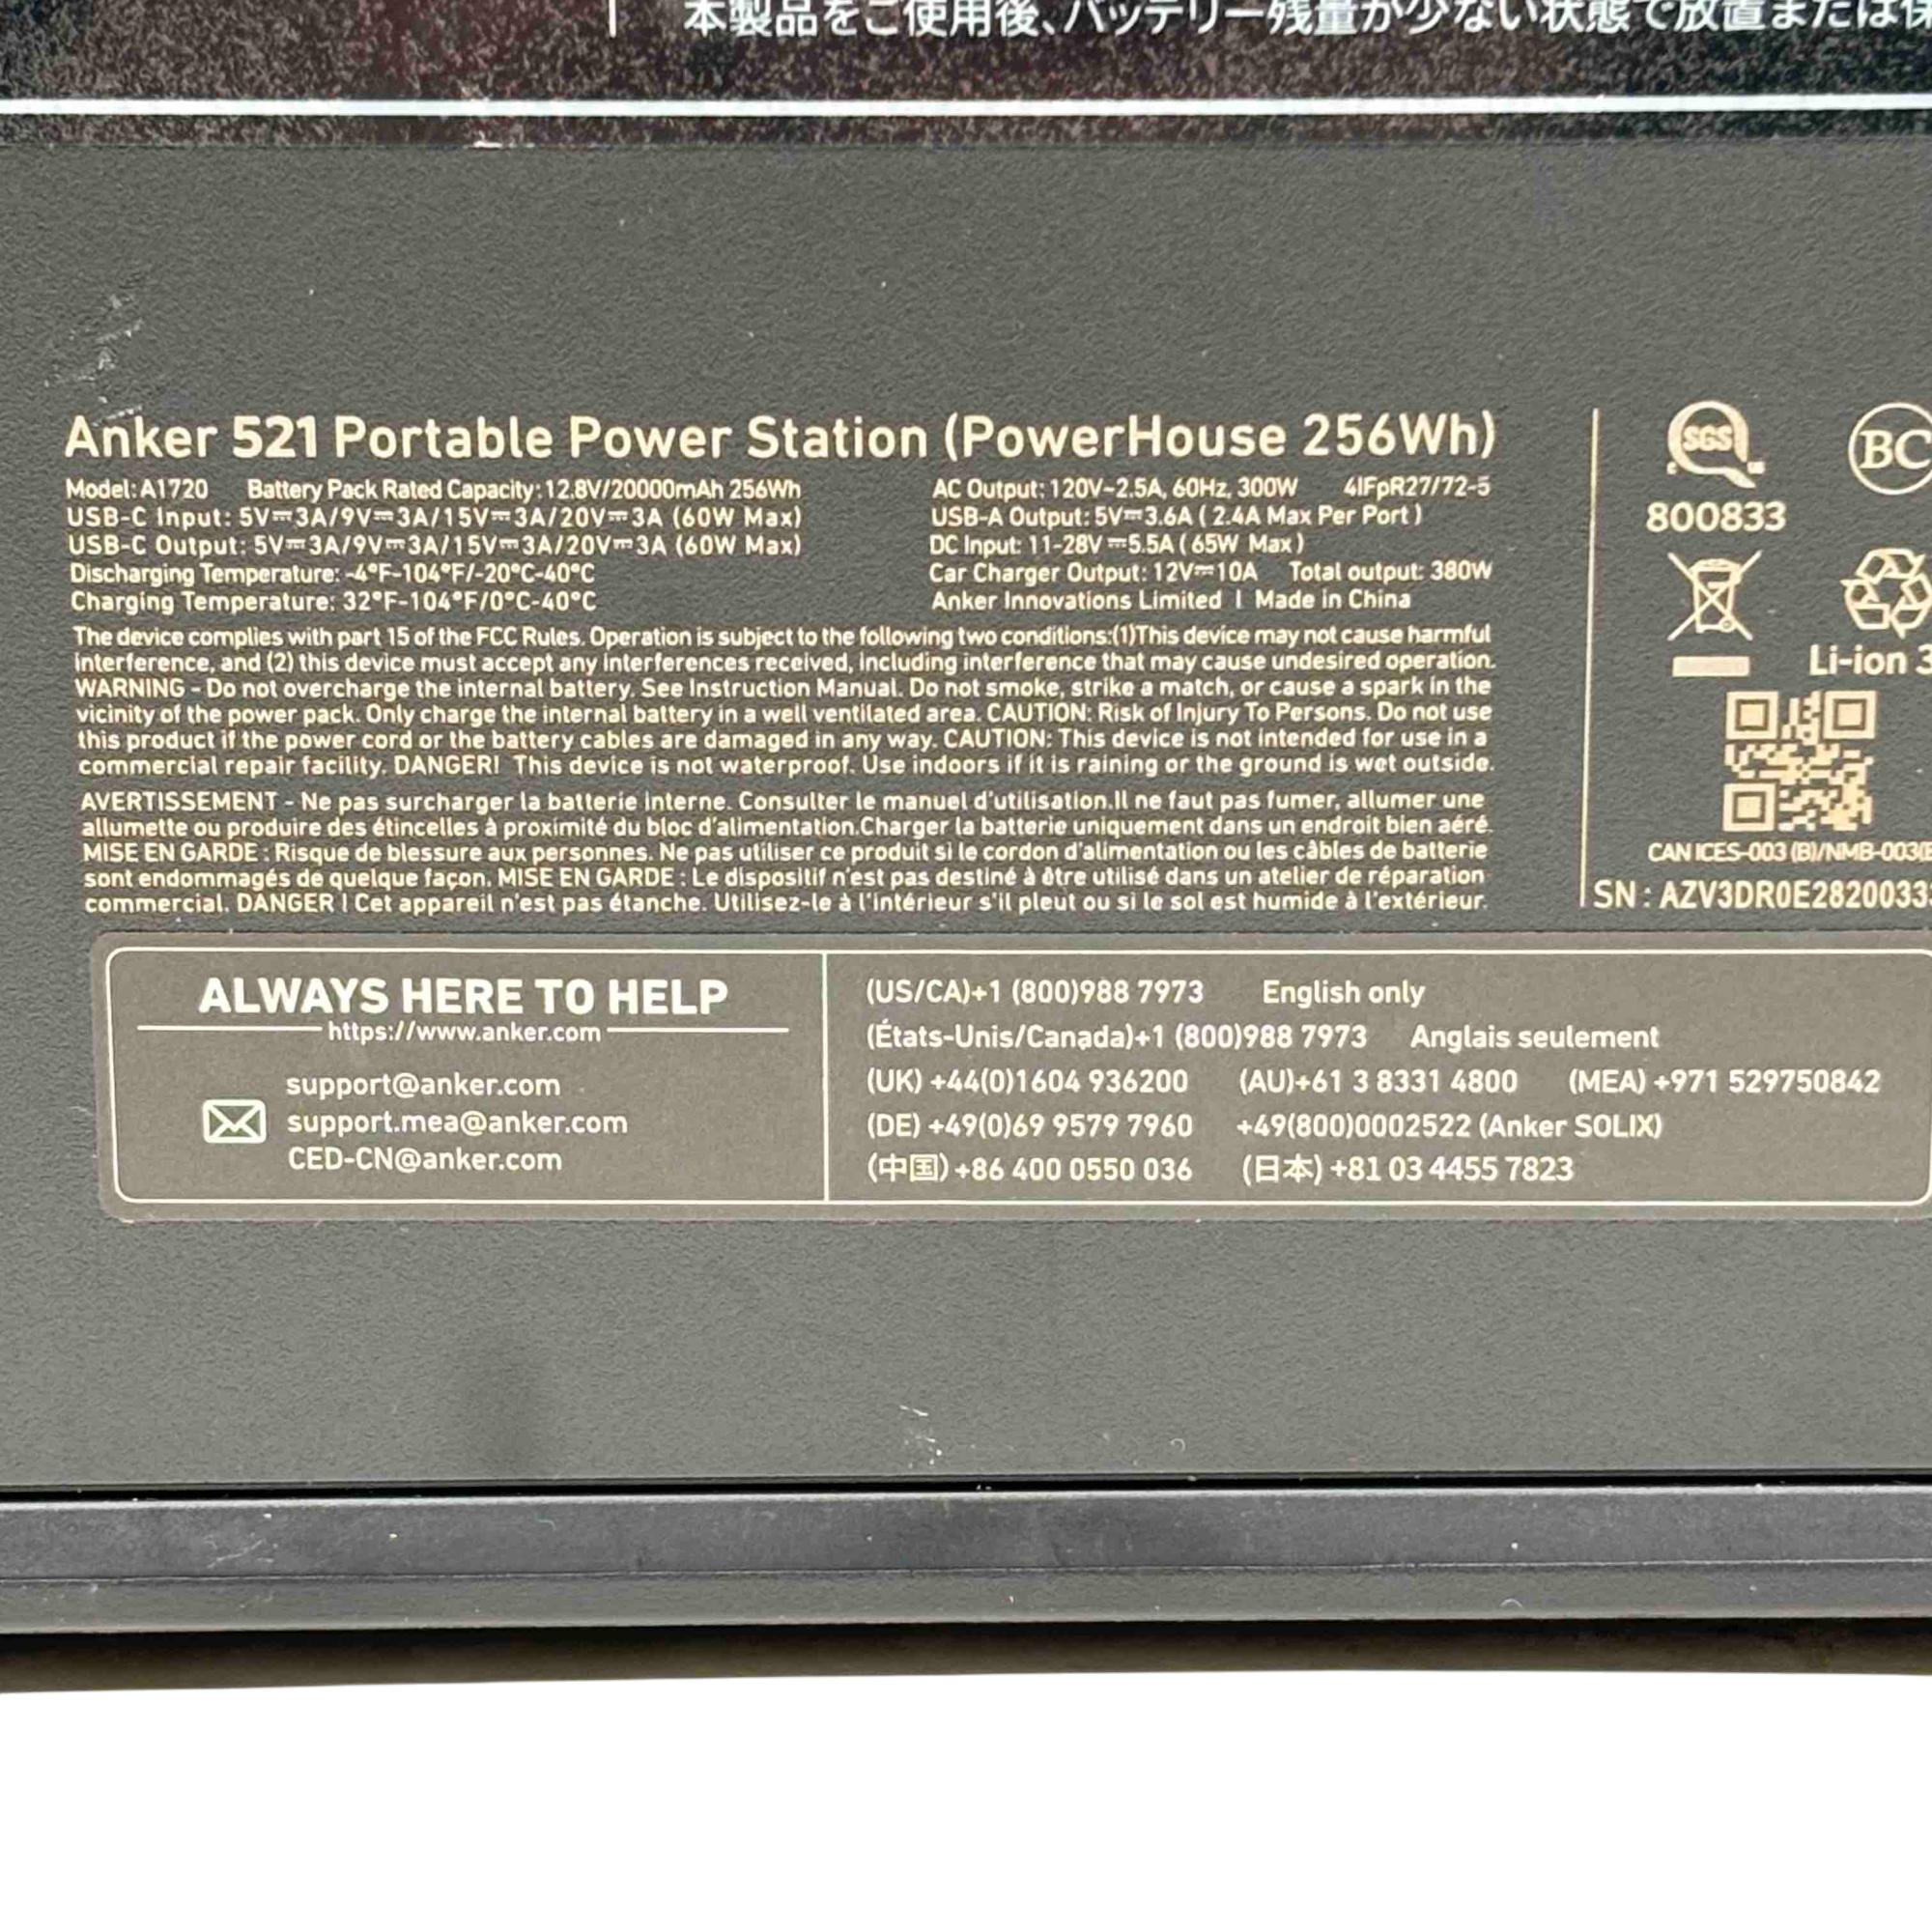 本製品をご使用後、バッテリー残量が少ない状態で放置または
Anker 521 Portable Power Station (PowerHouse 256Wh)
Model: A1720 Battery Pack Rated Capacity: 12.8V/20000mAh 256Wh
USB-C Input: 5V⎓3A/9V⎓3A/15V⎓3A/20V⎓3A (60W Max)
USB-C Output: 5V⎓3A/9V⎓3A/15V⎓3A/20V⎓3A (60W Max)
Discharging Temperature: -4°F-104°F/-20°C-40°C
Charging Temperature: 32°F-104°F/0°C-40°C
AC Output: 120V~2.5A, 60Hz, 300W 4IFpR27/72-5
USB-A Output: 5V⎓3.6A ( 2.4A Max Per Port )
DC Input: 11-28V⎓5.5A ( 65W Max )
Car Charger Output: 12V⎓10A Total output: 380W
Anker Innovations Limited | Made in China
The device complies with part 15 of the FCC Rules. Operation is subject to the following two conditions:(1)This device may not cause harmful
interference, and (2) this device must accept any interferences received, including interference that may cause undesired operation.
WARNING - Do not overcharge the internal battery. See Instruction Manual. Do not smoke, strike a match, or cause a spark in the
vicinity of the power pack. Only charge the internal battery in a well ventilated area. CAUTION: Risk of Injury To Persons. Do not use
this product if the power cord or the battery cables are damaged in any way. CAUTION: This device is not intended for use in a
commercial repair facility. DANGER! This device is not waterproof. Use indoors if it is raining or the ground is wet outside.
AVERTISSEMENT - Ne pas surcharger la batterie interne. Consulter le manuel d'utilisation.Il ne faut pas fumer, allumer une
allumette ou produire des étincelles à proximité du bloc d'alimentation.Charger la batterie uniquement dans un endroit bien aéré.
MISE EN GARDE : Risque de blessure aux personnes. Ne pas utiliser ce produit si le cordon d'alimentation ou les câbles de batterie
sont endommagés de quelque façon. MISE EN GARDE : Le dispositif n'est pas destiné à être utilisé dans un atelier de réparation
commercial. DANGER ! Cet appareil n'est pas étanche. Utilisez-le à l'intérieur s'il pleut ou si le sol est humide à l'extérieur.
SGS
BC
800833
Li-ion
CAN ICES-003 (B)/NMB-003
SN : AZV3DR0E2820033
ALWAYS HERE TO HELP
https://www.anker.com
support@anker.com
support.mea@anker.com
CED-CN@anker.com
(US/CA)+1 (800)988 7973 English only
(États-Unis/Canada)+1 (800)988 7973 Anglais seulement
(UK) +44(0)1604 936200 (AU)+61 3 8331 4800 (MEA) +971 529750842
(DE) +49(0)69 9579 7960 +49(800)0002522 (Anker SOLIX)
(中国) +86 400 0550 036 (日本) +81 03 4455 7823